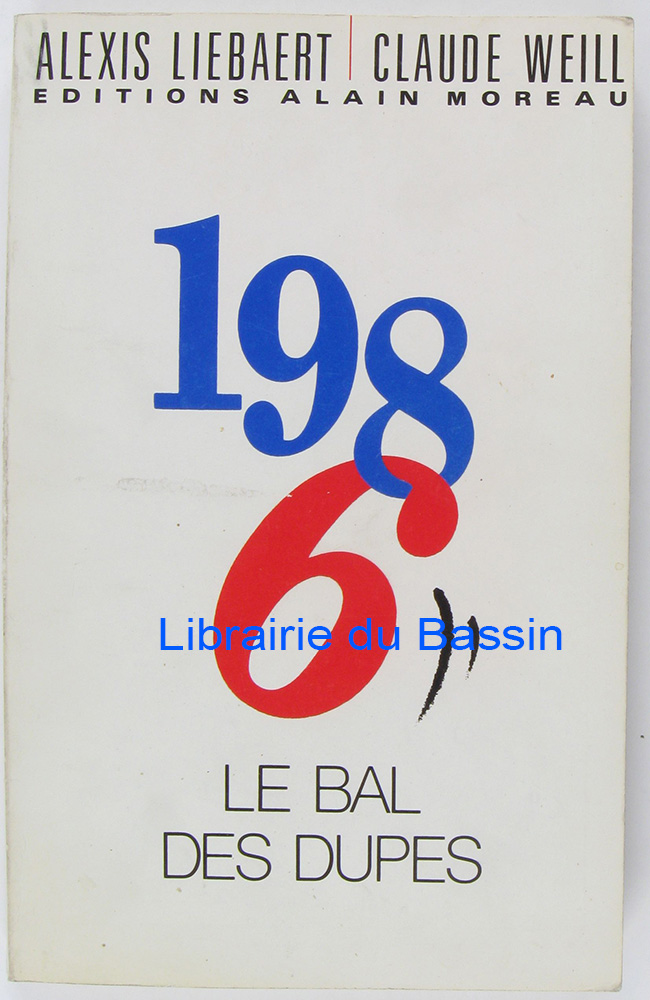 ALEXIS LIEBAERT | CLAUDE WEILL
EDITIONS ALAIN MOREAU
198
6
Librairie du Bassin
LE BAL
DES DUPES